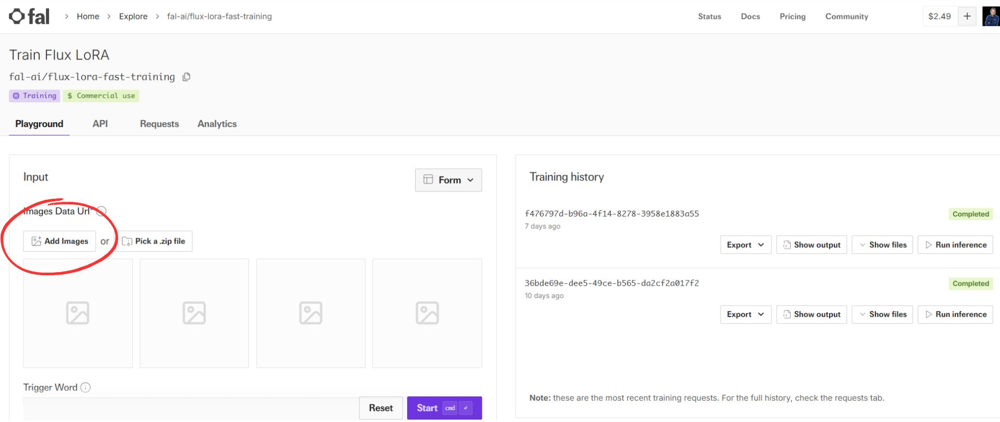 fal > Home > Explore > fal-ai/flux-lora-fast-training
Status Docs Pricing Community $2.49 +
Train Flux LoRA
fal-ai/flux-lora-fast-training
Training $ Commercial use
Playground API Requests Analytics
Input
Form
Images Data Url*
Add Images or Pick a .zip file
Trigger Word
Reset
Start cmd ↵
Training history
f476797d-b96a-4f14-8278-3958e1883a55
Completed
7 days ago
Export Show output Show files Run inference
36bde69e-dee5-49ce-b565-da2cf2a017f2
Completed
10 days ago
Export Show output Show files Run inference
Note: these are the most recent training requests. For the full history, check the requests tab.